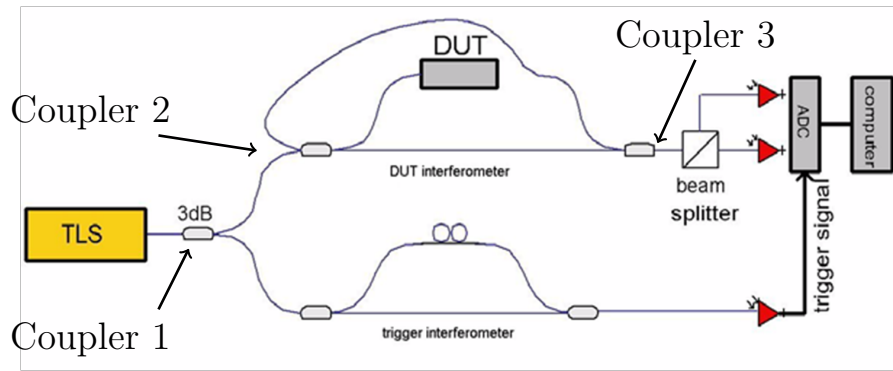 DUT
Coupler 3
Coupler 2
DUT interferometer
beam
splitter
ADC
computer
3dB
TLS
trigger signal
Coupler 1
trigger interferometer